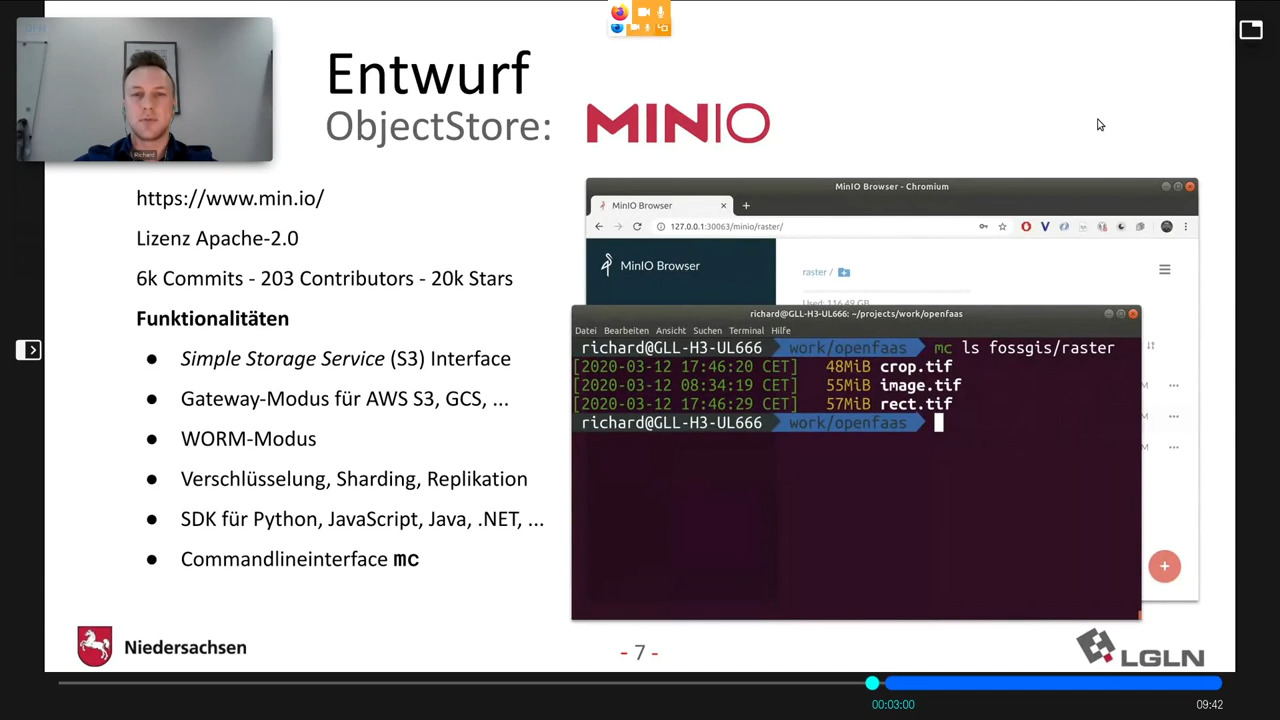 Entwurf
ObjectStore: MINIO
Richard
https://www.min.io/
Lizenz Apache-2.0
6k Commits - 203 Contributors - 20k Stars
Funktionalitäten
● Simple Storage Service (S3) Interface
● Gateway-Modus für AWS S3, GCS, ...
● WORM-Modus
● Verschlüsselung, Sharding, Replikation
● SDK für Python, JavaScript, Java, .NET, ...
● Commandlineinterface mc
MinIO Browser - Chromium
MinIO Browser
127.0.0.1:30063/minio/raster/
MinIO Browser
raster /
Used: 116.49 GB
richard@GLL-H3-UL666: ~/projects/work/openfaas
Datei Bearbeiten Ansicht Suchen Terminal Hilfe
richard@GLL-H3-UL666 work/openfaas mc ls fossgis/raster
[2020-03-12 17:46:20 CET] 48MiB crop.tif
[2020-03-12 08:34:19 CET] 55MiB image.tif
[2020-03-12 17:46:29 CET] 57MiB rect.tif
richard@GLL-H3-UL666 work/openfaas
Niedersachsen
- 7 -
LGLN
00:03:00
09:42